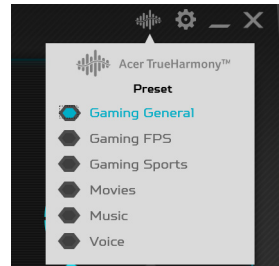 Acer TrueHarmony™
Preset
Gaming General
Gaming FPS
Gaming Sports
Movies
Music
Voice